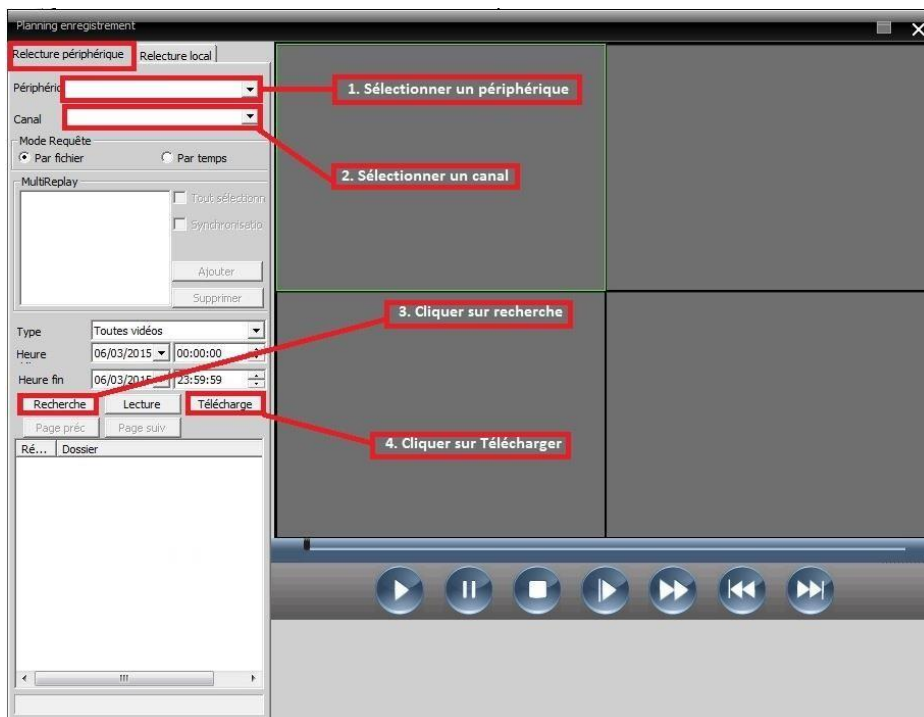 Planning enregistrement
Relecture périphérique Relecture local
Périphéric
1. Sélectionner un périphérique
Canal
Mode Requête
Par fichier Par temps
2. Sélectionner un canal
MultiReplay
Tout sélectionn
Synchronisatio
Ajouter
Supprimer
3. Cliquer sur recherche
Type Toutes vidéos
Heure 06/03/2015 00:00:00
Heure fin 06/03/2015 23:59:59
Recherche Lecture Télécharge
Page préc Page suiv
4. Cliquer sur Télécharger
Ré... Dossier